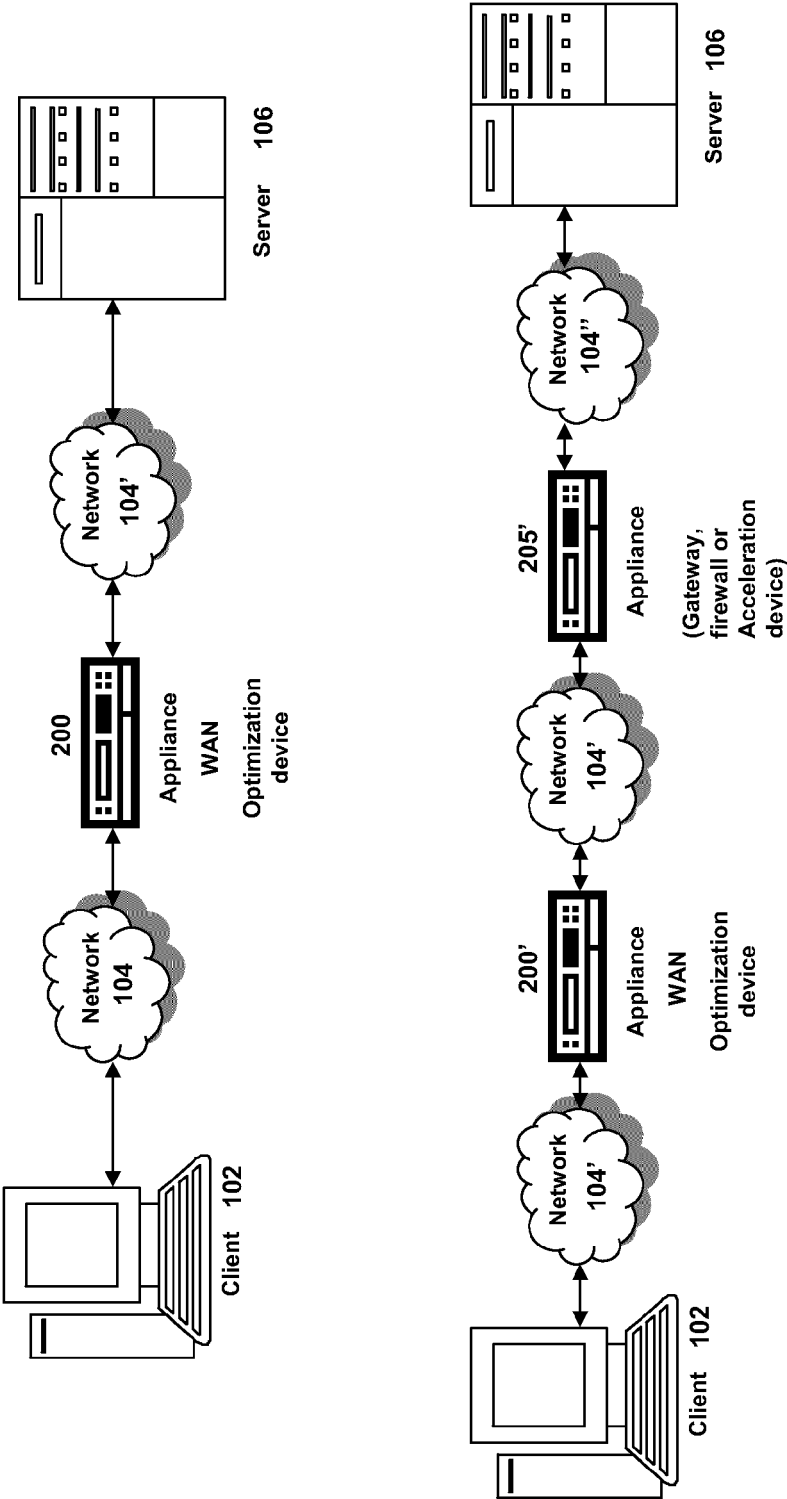 Client 102
Network
104
200
Appliance
WAN
Optimization
device
Network
104’
Server 106
Client 102
Network
104’
200’
Appliance
WAN
Optimization
device
Network
104’
205’
Appliance
(Gateway,
firewall or
Acceleration
device)
Network
104’’
Server 106